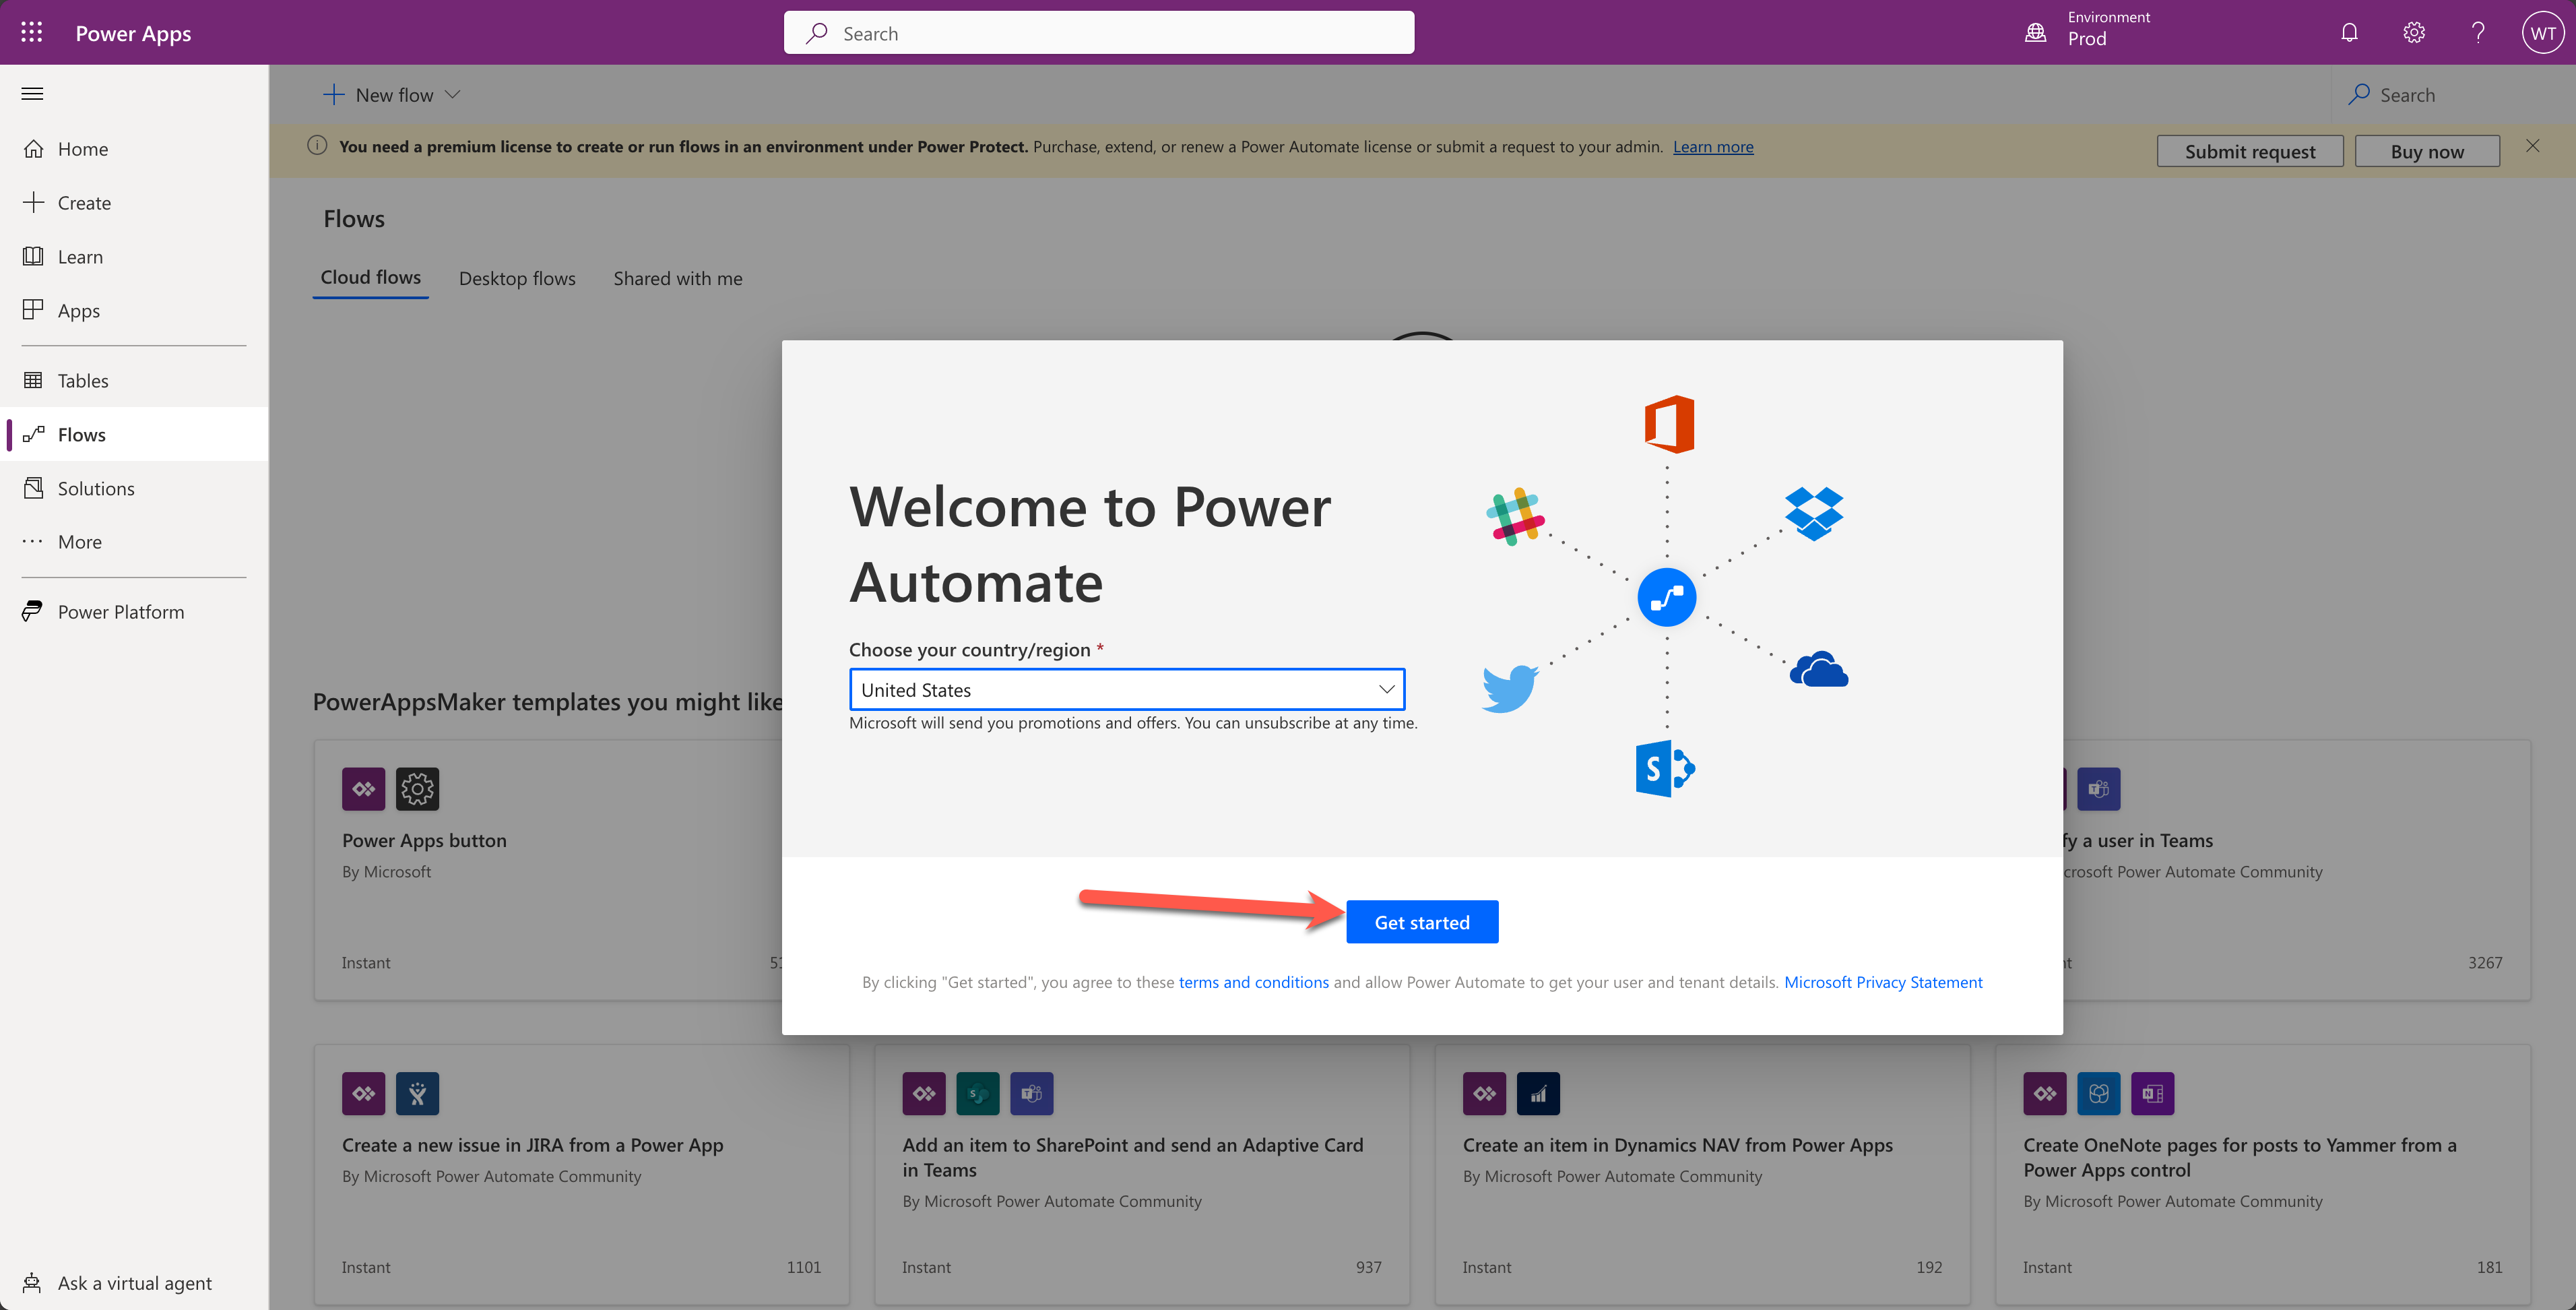 Power Apps
Search
Environment
Prod
WT
New flow
Search
You need a premium license to create or run flows in an environment under Power Protect. Purchase, extend, or renew a Power Automate license or submit a request to your admin. Learn more
Submit request
Buy now
Home
Create
Learn
Apps
Tables
Flows
Solutions
More
Power Platform
Ask a virtual agent
Flows
Cloud flows
Desktop flows
Shared with me
Welcome to Power
Automate
Choose your country/region *
United States
Microsoft will send you promotions and offers. You can unsubscribe at any time.
Get started
By clicking "Get started", you agree to these terms and conditions and allow Power Automate to get your user and tenant details. Microsoft Privacy Statement
PowerAppsMaker templates you might like
Power Apps button
By Microsoft
Instant
fy a user in Teams
crosoft Power Automate Community
3267
Create a new issue in JIRA from a Power App
By Microsoft Power Automate Community
Instant
1101
Add an item to SharePoint and send an Adaptive Card
in Teams
By Microsoft Power Automate Community
Instant
937
Create an item in Dynamics NAV from Power Apps
By Microsoft Power Automate Community
Instant
192
Create OneNote pages for posts to Yammer from a
Power Apps control
By Microsoft Power Automate Community
Instant
181